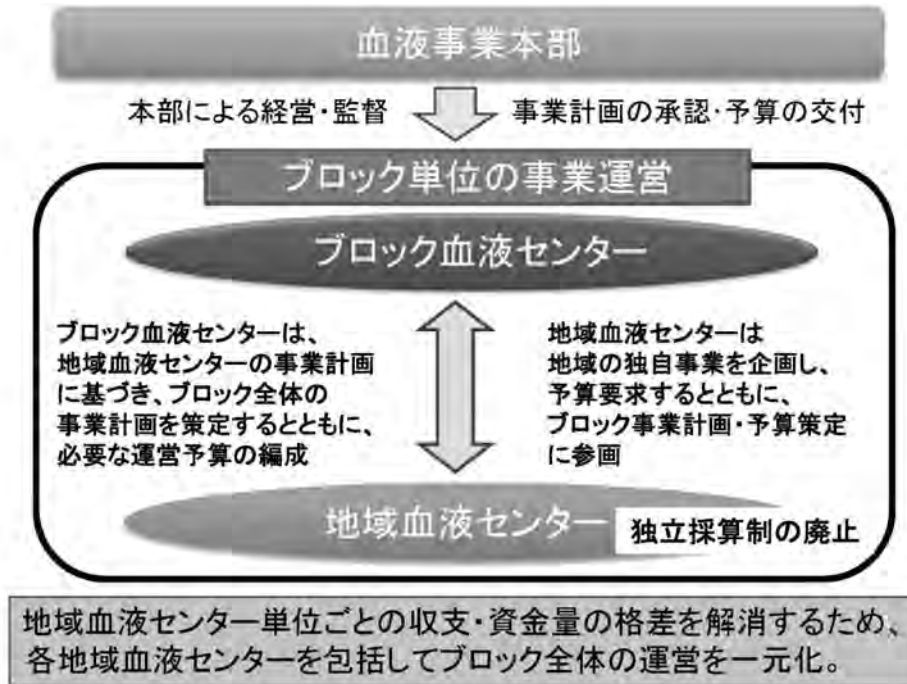 血液事業本部
本部による経営・監督
事業計画の承認・予算の交付
ブロック単位の事業運営
ブロック血液センター
ブロック血液センターは、
地域血液センターの事業計画
に基づき、ブロック全体の
事業計画を策定するとともに、
必要な運営予算の編成
地域血液センターは
地域の独自事業を企画し、
予算要求するとともに、
ブロック事業計画・予算策定
に参画
地域血液センター
独立採算制の廃止
地域血液センター単位ごとの収支・資金量の格差を解消するため、
各地域血液センターを包括してブロック全体の運営を一元化。